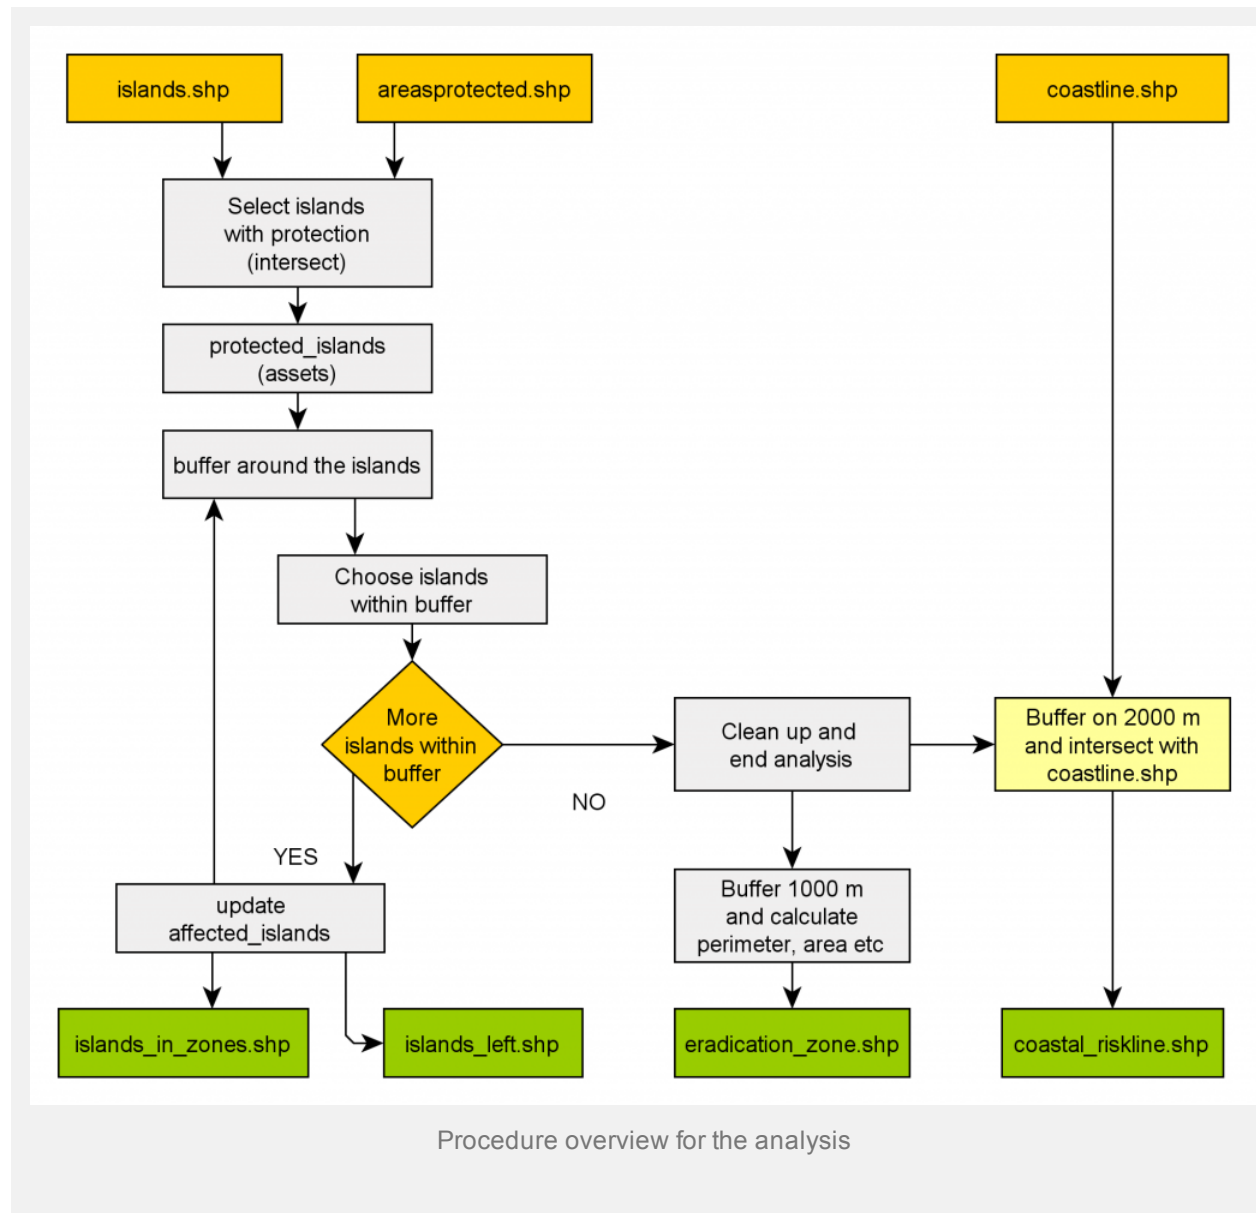 islands.shp
areasprotected.shp
coastline.shp
Select islands
with protection
(intersect)
protected_islands
(assets)
buffer around the islands
Choose islands
within buffer
More
islands within
buffer
NO
YES
Clean up and
end analysis
Buffer on 2000 m
and intersect with
coastline.shp
update
affected_islands
Buffer 1000 m
and calculate
perimeter, area etc
islands_in_zones.shp
islands_left.shp
eradication_zone.shp
coastal_riskline.shp
Procedure overview for the analysis